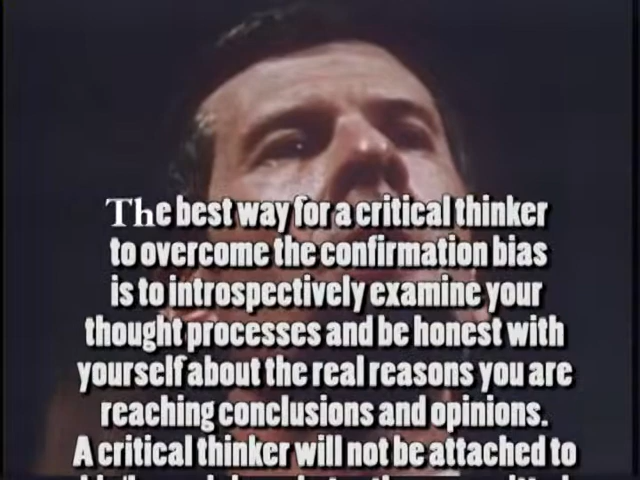 The best way for a critical thinker
to overcome the confirmation bias
is to introspectively examine your
thought processes and be honest with
yourself about the real reasons you are
reaching conclusions and opinions.
A critical thinker will not be attached to